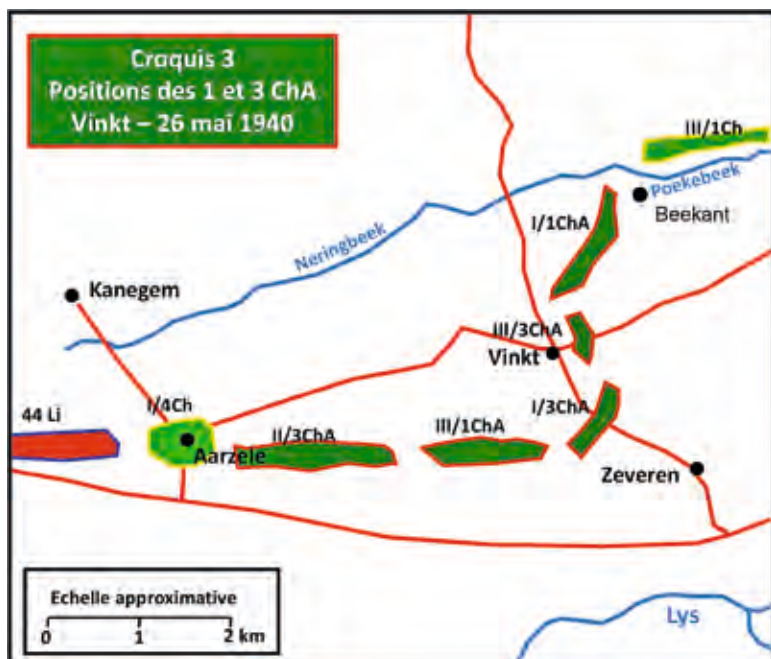 Croquis 3
Positions des 1 et 3 ChA
Vinkt – 26 mai 1940
III/1Ch
Poekebeek
Beekant
I/1ChA
Neringbeek
Kanegem
III/3ChA
Vinkt
I/4Ch
I/3ChA
44 Li
II/3ChA
III/1ChA
Aarzele
Zeveren
Echelle approximative
0 1 2 km
Lys